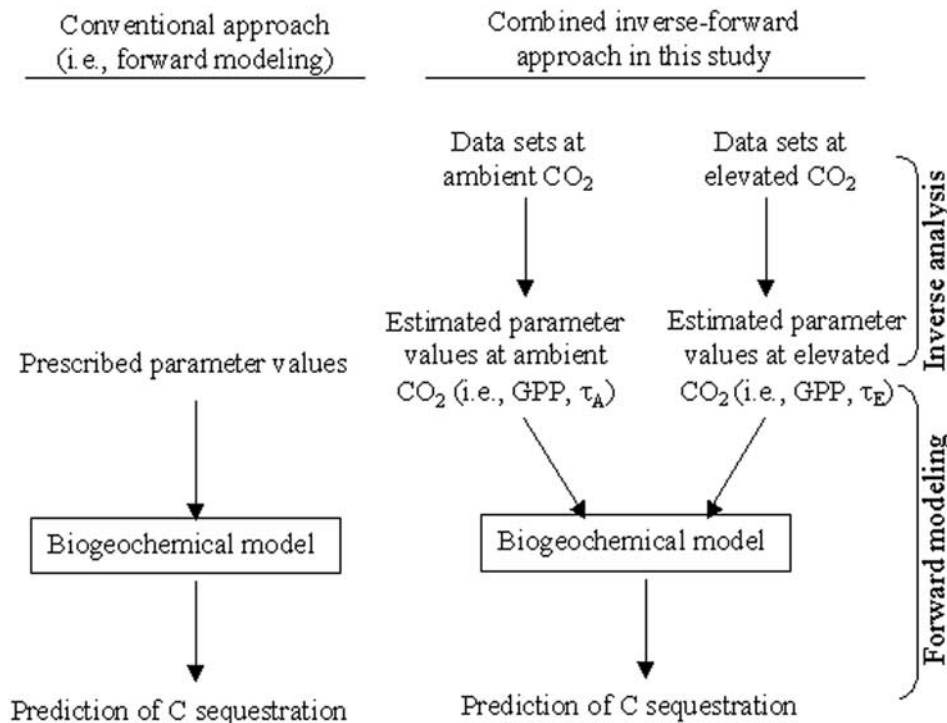 Conventional approach
(i.e., forward modeling)
Prescribed parameter values
Biogeochemical model
Prediction of C sequestration
Combined inverse-forward
approach in this study
Data sets at
ambient CO₂
Data sets at
elevated CO₂
Estimated parameter
values at ambient
CO₂ (i.e., GPP, τA)
Estimated parameter
values at elevated
CO₂ (i.e., GPP, τE)
Biogeochemical model
Prediction of C sequestration
Inverse analysis
Forward modeling